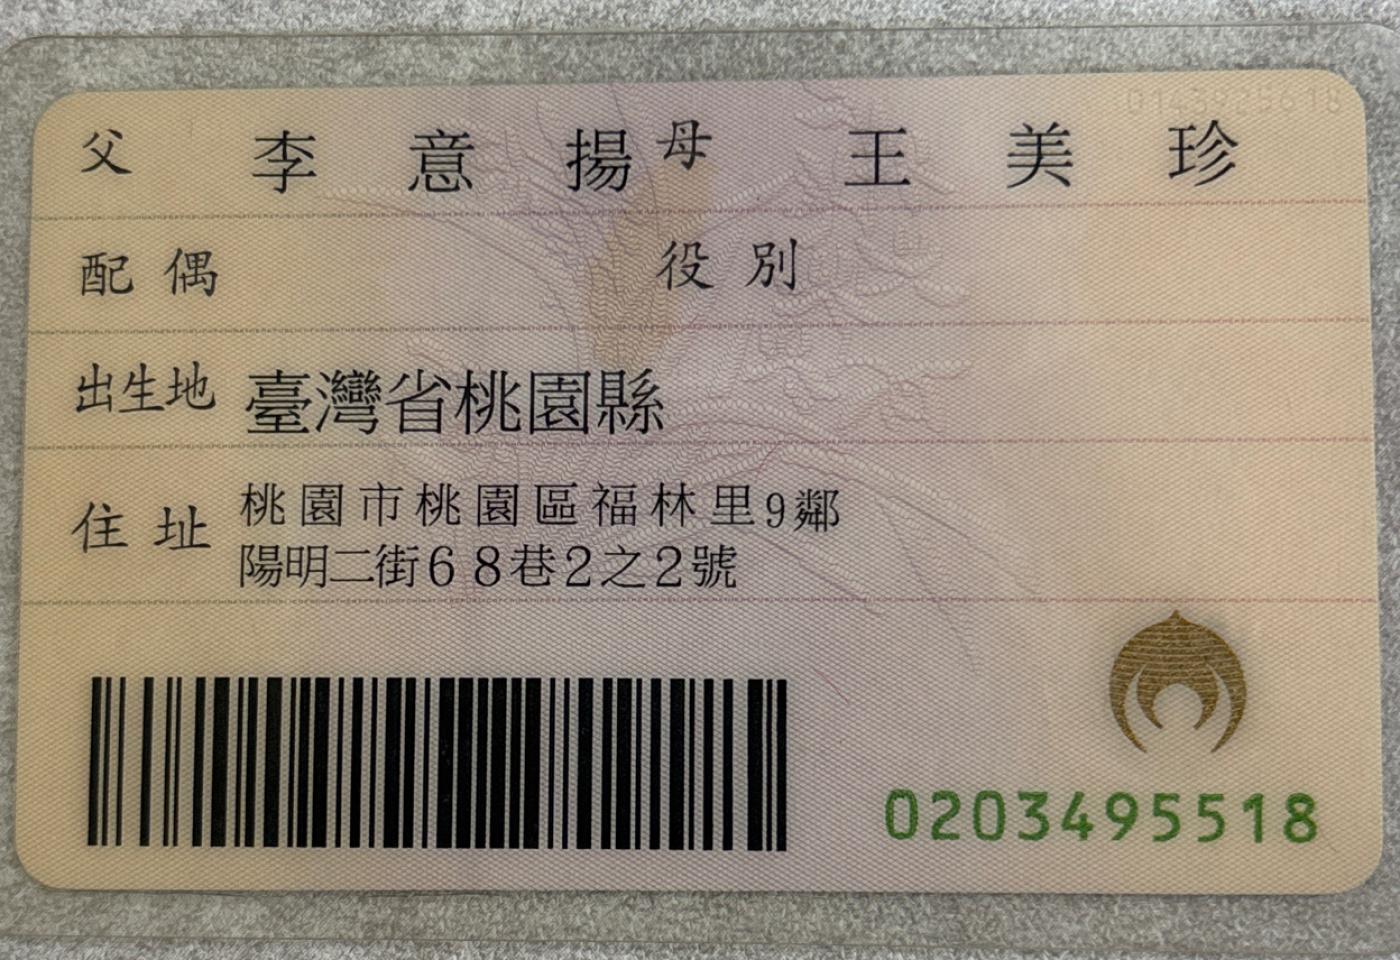 父 李意揚 母 王美珍
配偶 役別
出生地 臺灣省桃園縣
住址 桃園市桃園區福林里9鄰
陽明二街68巷2之2號
0203495518